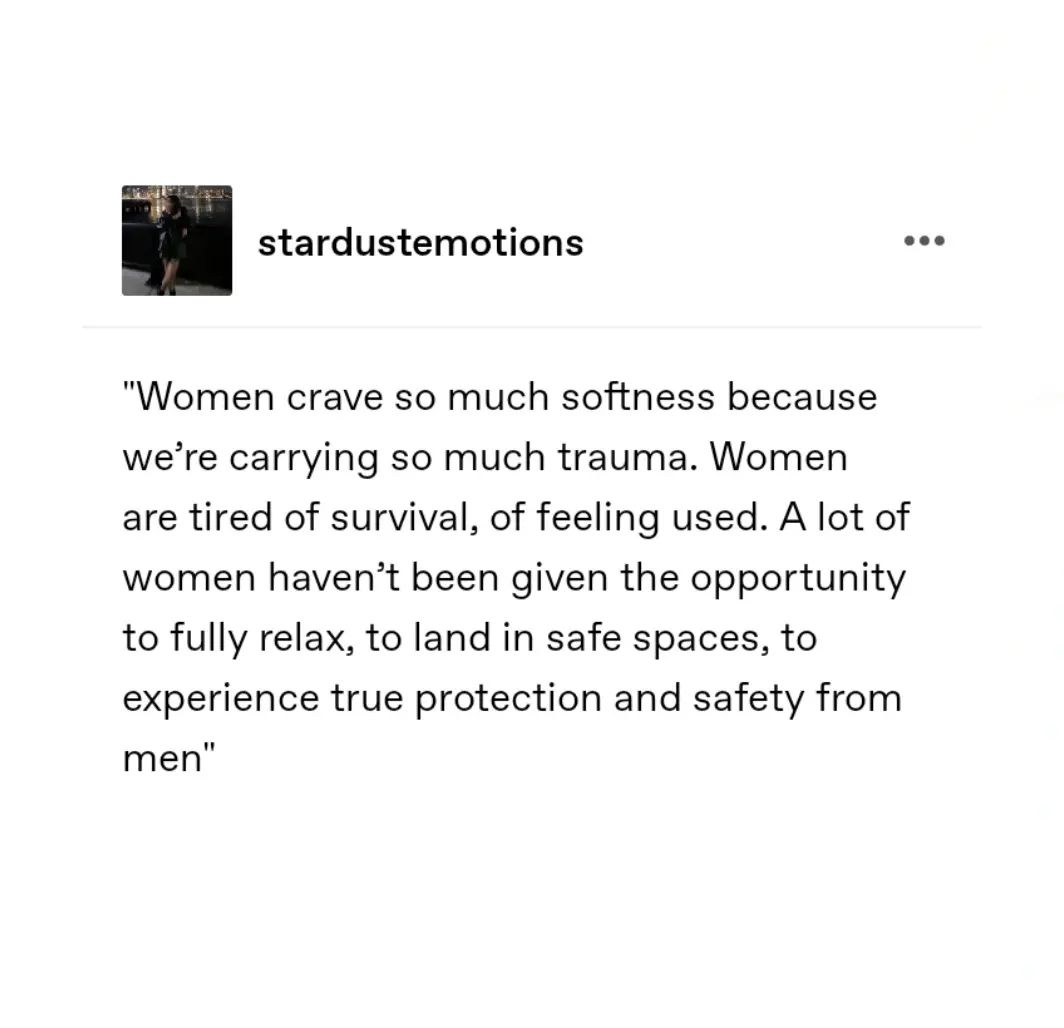 stardustemotions
"Women crave so much softness because
we’re carrying so much trauma. Women
are tired of survival, of feeling used. A lot of
women haven’t been given the opportunity
to fully relax, to land in safe spaces, to
experience true protection and safety from
men"